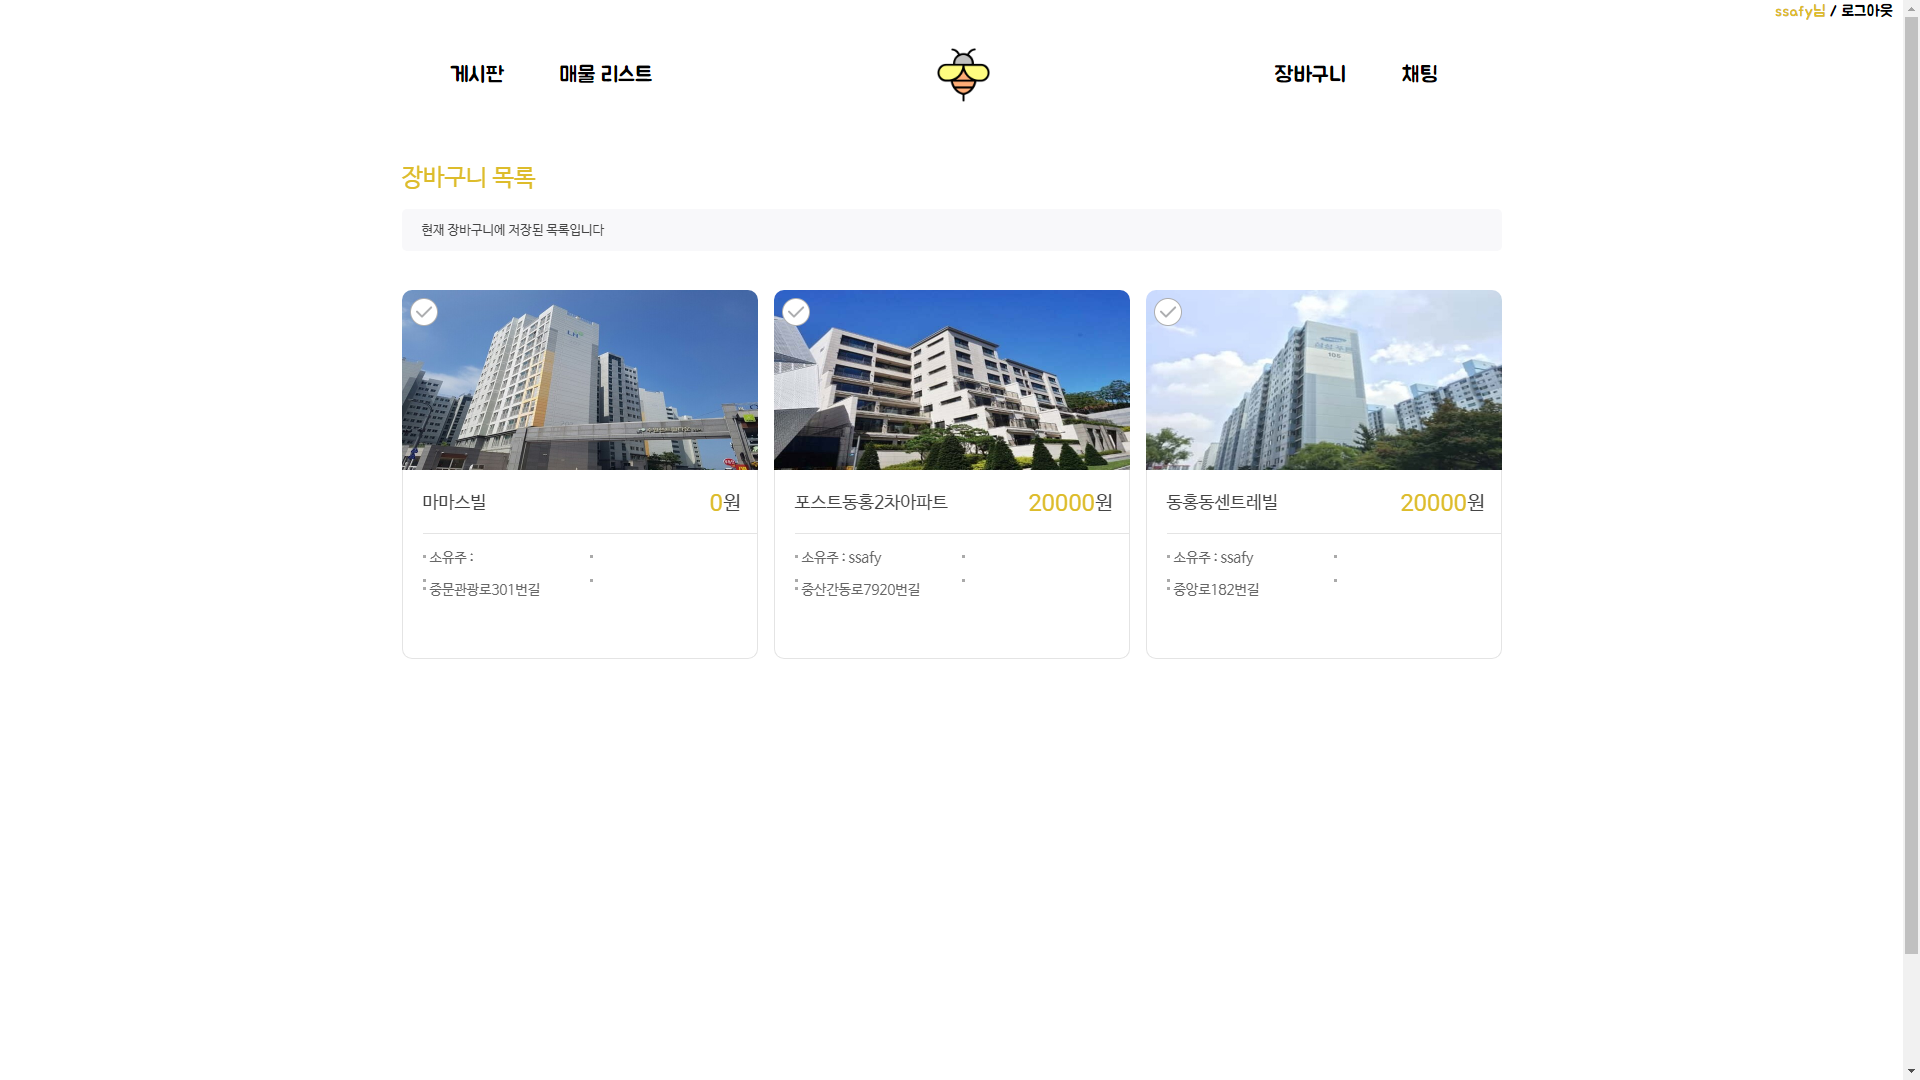 ssafy님 / 로그아웃
게시판 매물 리스트 장바구니 채팅
장바구니 목록
현재 장바구니에 저장된 목록입니다
마마스빌 0원
소유주 :
중문관광로301번길
포스트동홍2차아파트 20000원
소유주 : ssafy
중산간동로7920번길
106
동홍동센트레빌 20000원
소유주 : ssafy
중앙로182번길